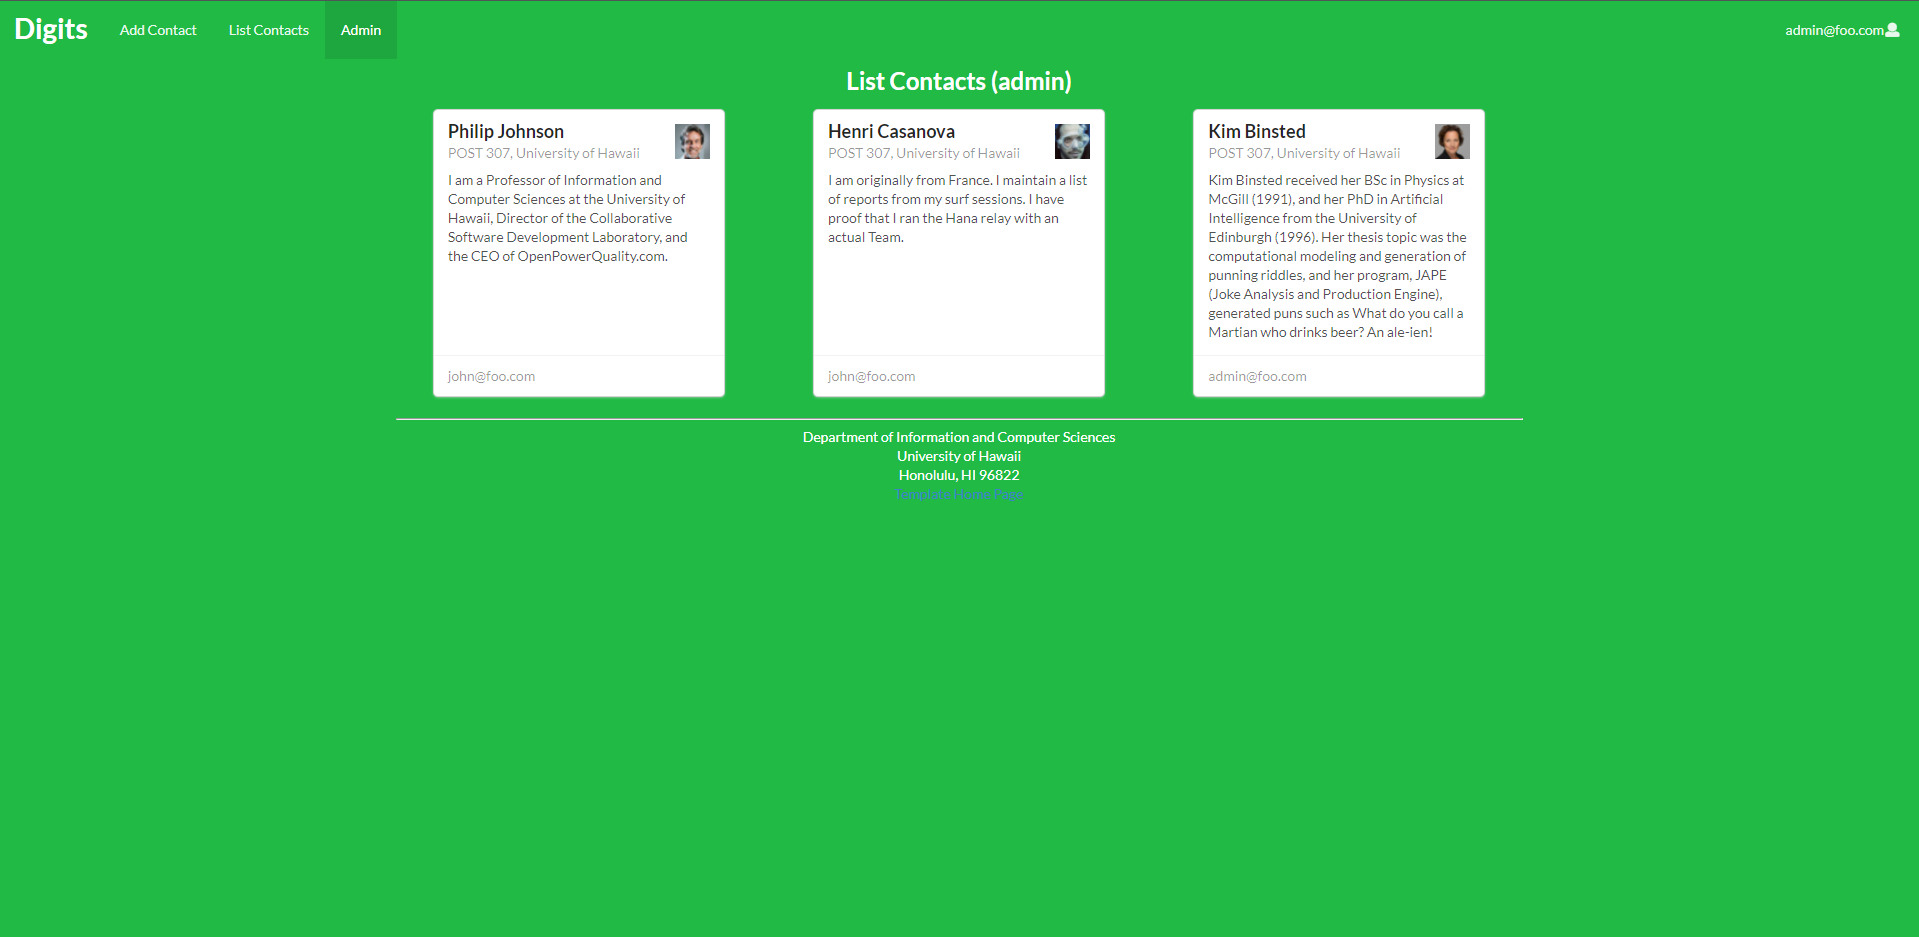 Digits
Add Contact
List Contacts
Admin
admin@foo.com
List Contacts (admin)
Philip Johnson
POST 307, University of Hawaii
I am a Professor of Information and
Computer Sciences at the University of
Hawaii, Director of the Collaborative
Software Development Laboratory, and
the CEO of OpenPowerQuality.com.
john@foo.com
Henri Casanova
POST 307, University of Hawaii
I am originally from France. I maintain a list
of reports from my surf sessions. I have
proof that I ran the Hana relay with an
actual Team.
john@foo.com
Kim Binsted
POST 307, University of Hawaii
Kim Binsted received her BSc in Physics at
McGill (1991), and her PhD in Artificial
Intelligence from the University of
Edinburgh (1996). Her thesis topic was the
computational modeling and generation of
punning riddles, and her program, JAPE
(Joke Analysis and Production Engine),
generated puns such as What do you call a
Martian who drinks beer? An ale-ien!
admin@foo.com
Department of Information and Computer Sciences
University of Hawaii
Honolulu, HI 96822
Template Home Page